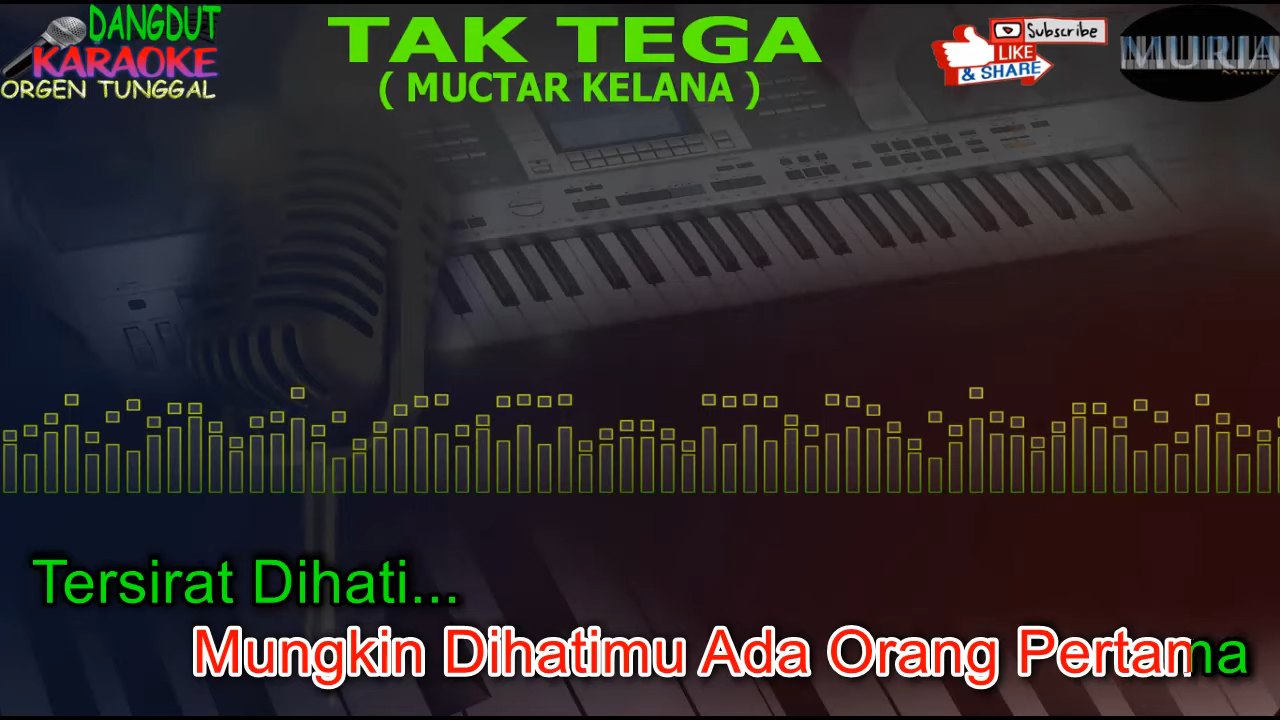 DANGDUT
KARAOKE
ORGEN TUNGGAL
TAK TEGA
( MUCTAR KELANA )
Subscribe
LIKE
& SHARE
MURIA
Musik
Tersirat Dihati...
Mungkin Dihatimu Ada Orang Pertama